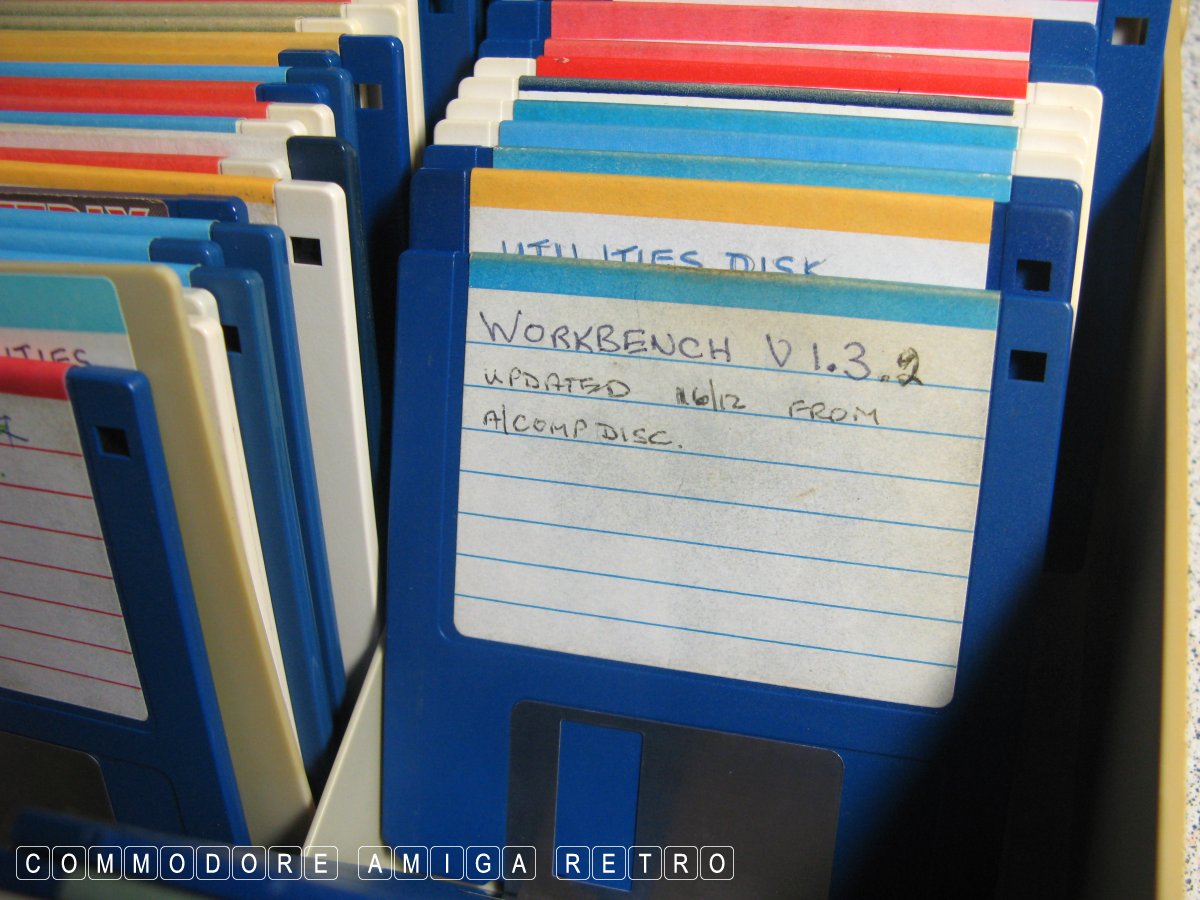 UTILITIES DISK
WORKBENCH V1.3.2
UPDATED 16/12 FROM
A/COMP DISC.
COMMODORE AMIGA RETRO